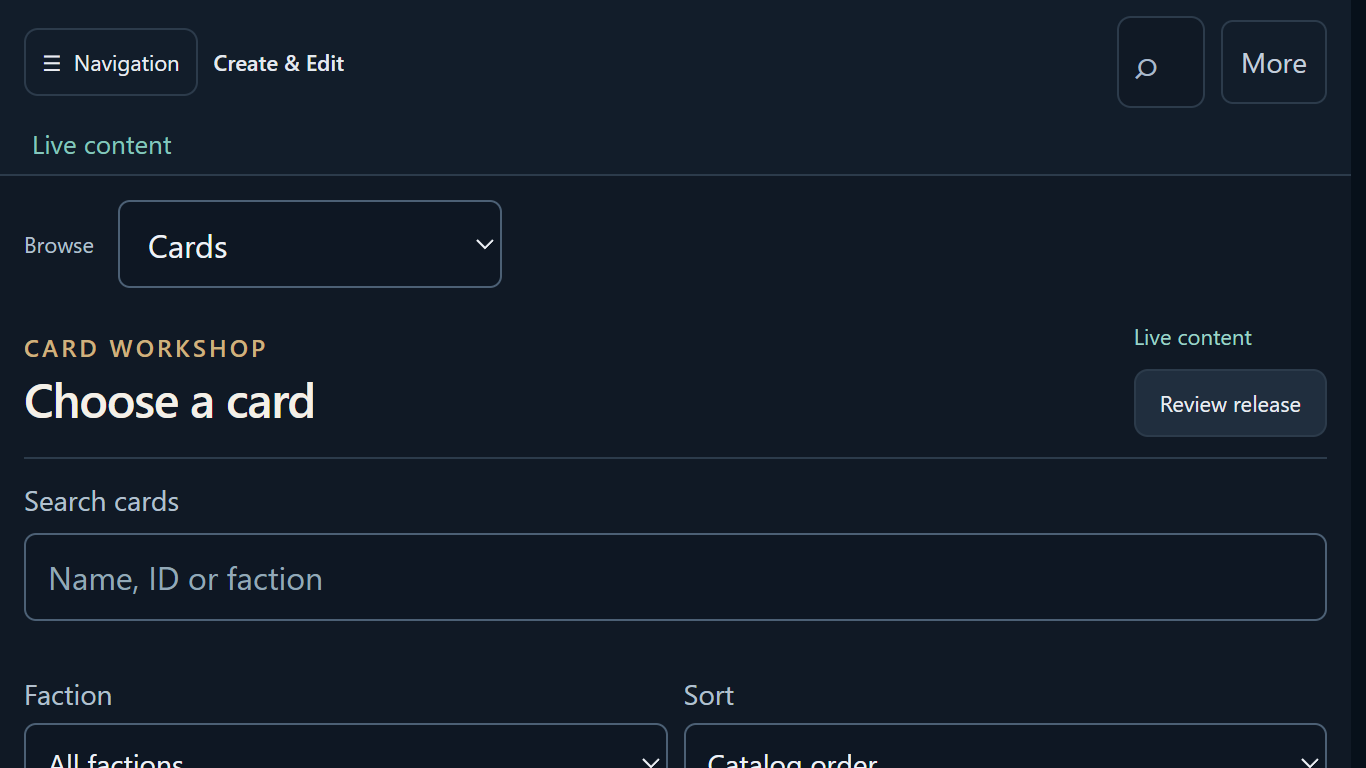 ☰ Navigation Create & Edit More
Live content
Browse Cards
CARD WORKSHOP
Choose a card
Live content
Review release
Search cards
Name, ID or faction
Faction Sort
All factions Catalog order